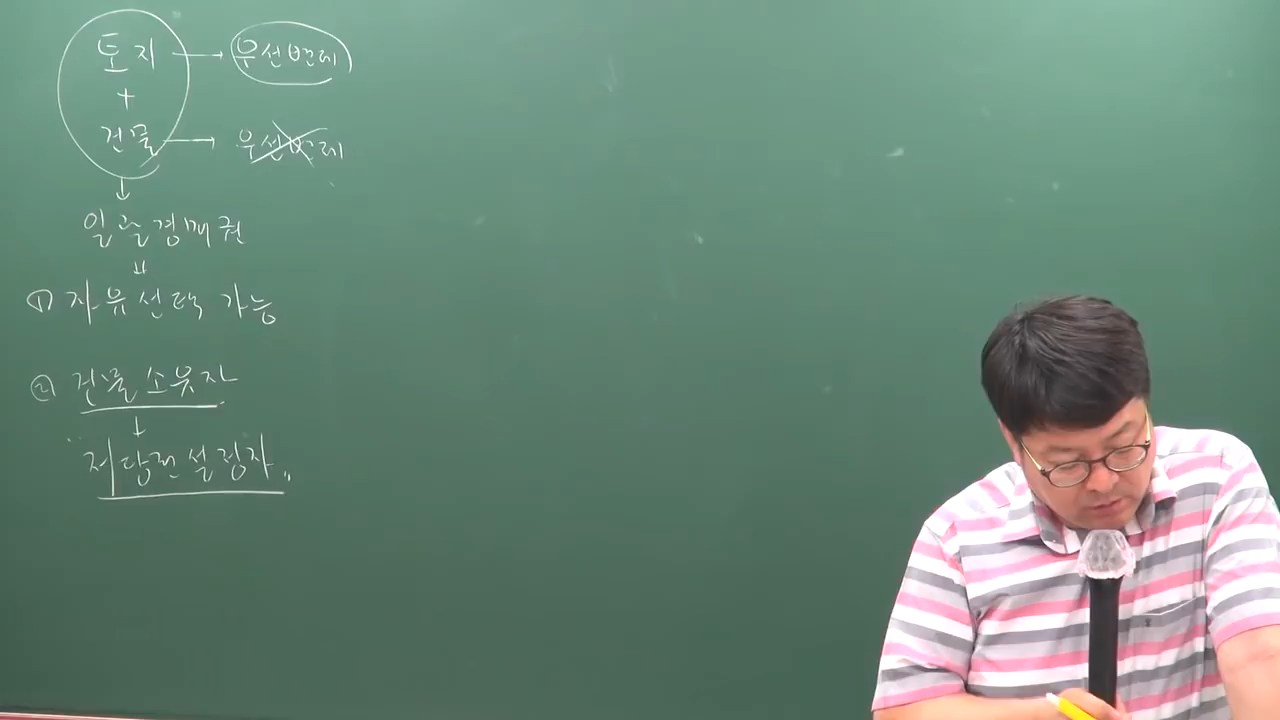 토지 → 우선변제
+
건물 → 우선변제
↓
일괄경매권
① 자유선택 가능
② 건물 소유자
↓
"저당권설정자"